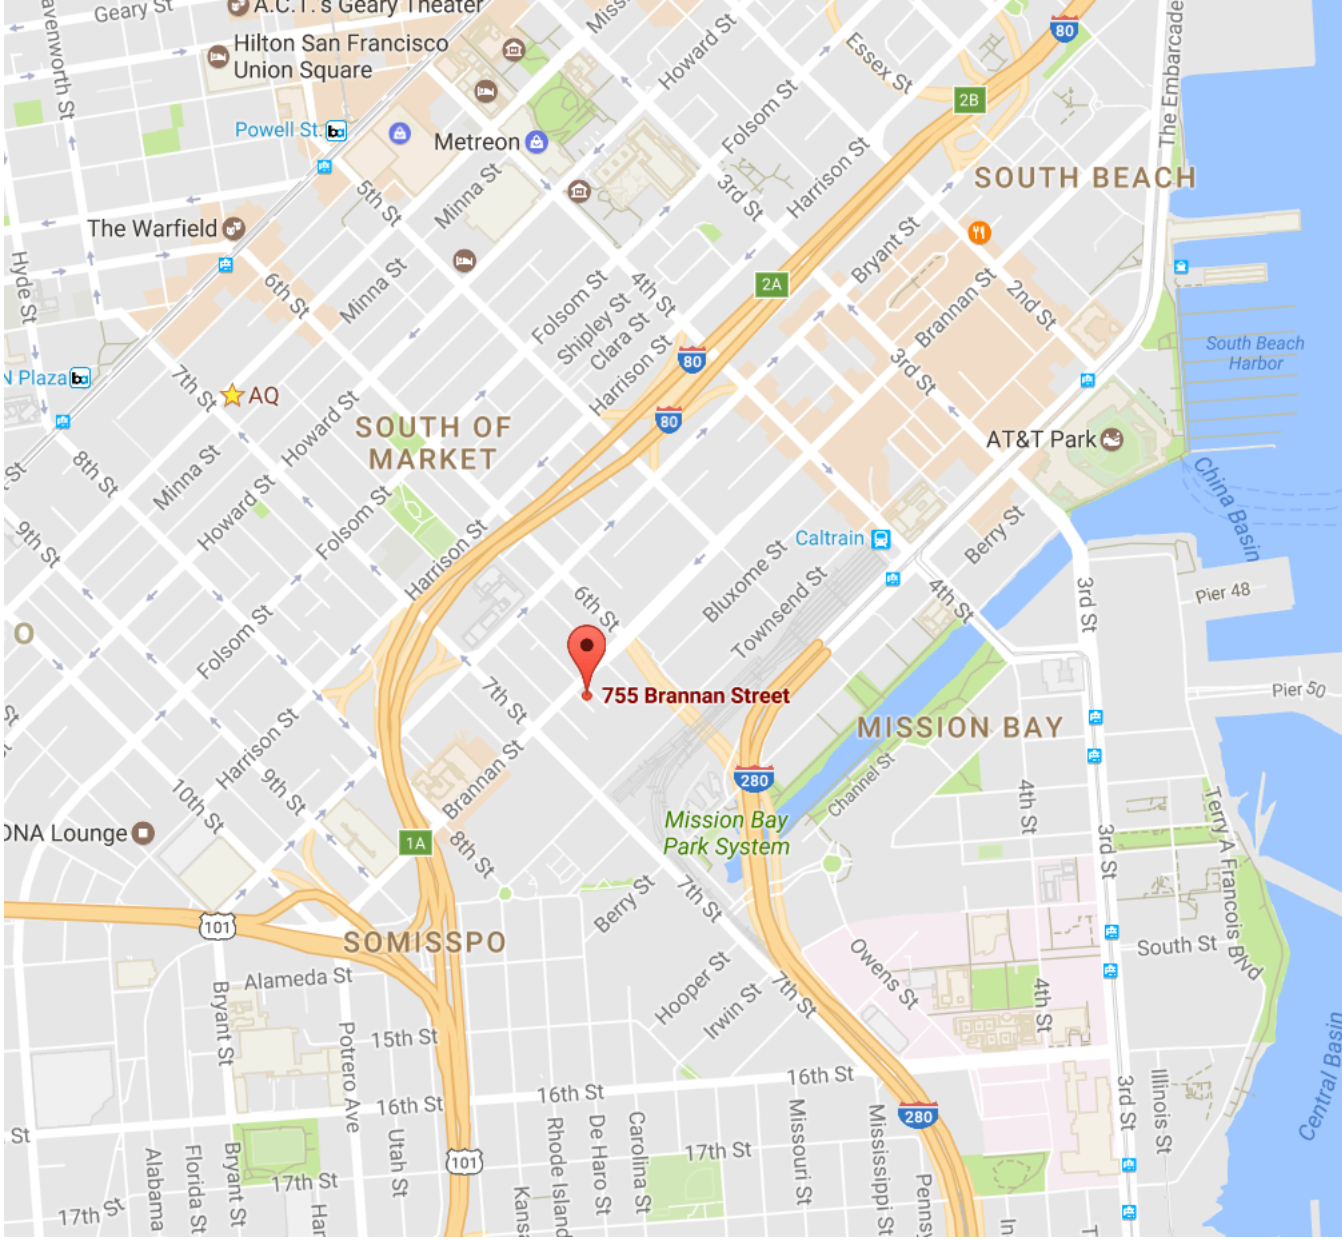 Geary St
A.C.T.'s Geary Theater
Hilton San Francisco
Union Square
Howard St
Essex St
80
The Embarcade
2B
Powell St.
Metreon
Folsom St
Harrison St
SOUTH BEACH
5th St
Minna St
3rd St
The Warfield
Bryant St
Hyde St
6th St
Minna St
Folsom St
Shipley St
Clara St
Harrison St
4th St
2A
Brannan St
2nd St
South Beach
Harbor
80
3rd St
N Plaza
7th St
AQ
80
SOUTH OF
MARKET
Howard St
AT&T Park
8th St
Minna St
Howard St
Folsom St
China Basin
9th St
Harrison St
Caltrain
Berry St
Bluxome St
Townsend St
4th St
3rd St
Pier 48
6th St
O
Folsom St
755 Brannan Street
7th St
Pier 50
MISSION BAY
Harrison St
9th St
10th St
Brannan St
280
Channel St
4th St
Terry A Francois Blvd
DNA Lounge
Mission Bay
Park System
1A
8th St
3rd St
7th St
Berry St
101
SOMISSPO
South St
Alameda St
Owens St
Hooper St
Irwin St
7th St
4th St
Bryant St
Potrero Ave
15th St
16th St
16th St
16th St
Central Basin
3rd St
Illinois St
280
St
Alabama
Florida St
Bryant St
17th St
17th St
Utah St
101
Rhode Island
De Haro St
Carolina St
17th St
Missouri St
Mississippi St
Pennsy
Kansa
Har
In